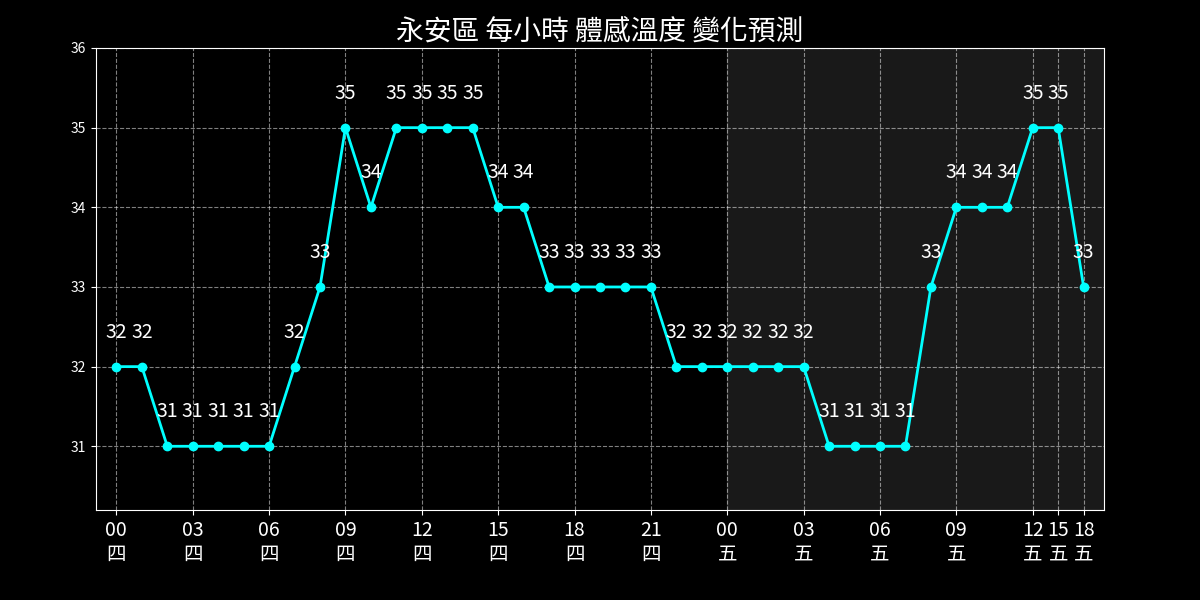 永安區 每小時 體感溫度 變化預測
36
35
34
33
32
31
35 35 35 35 35 35 35
34 34 34 34 34 34
33 33 33 33 33 33 33 33
32 32 32 32 32 32 32 32 32
31 31 31 31 31 31 31 31 31
00 03 06 09 12 15 18 21 00 03 06 09 12 15 18
四 四 四 四 四 四 四 四 五 五 五 五 五 五 五